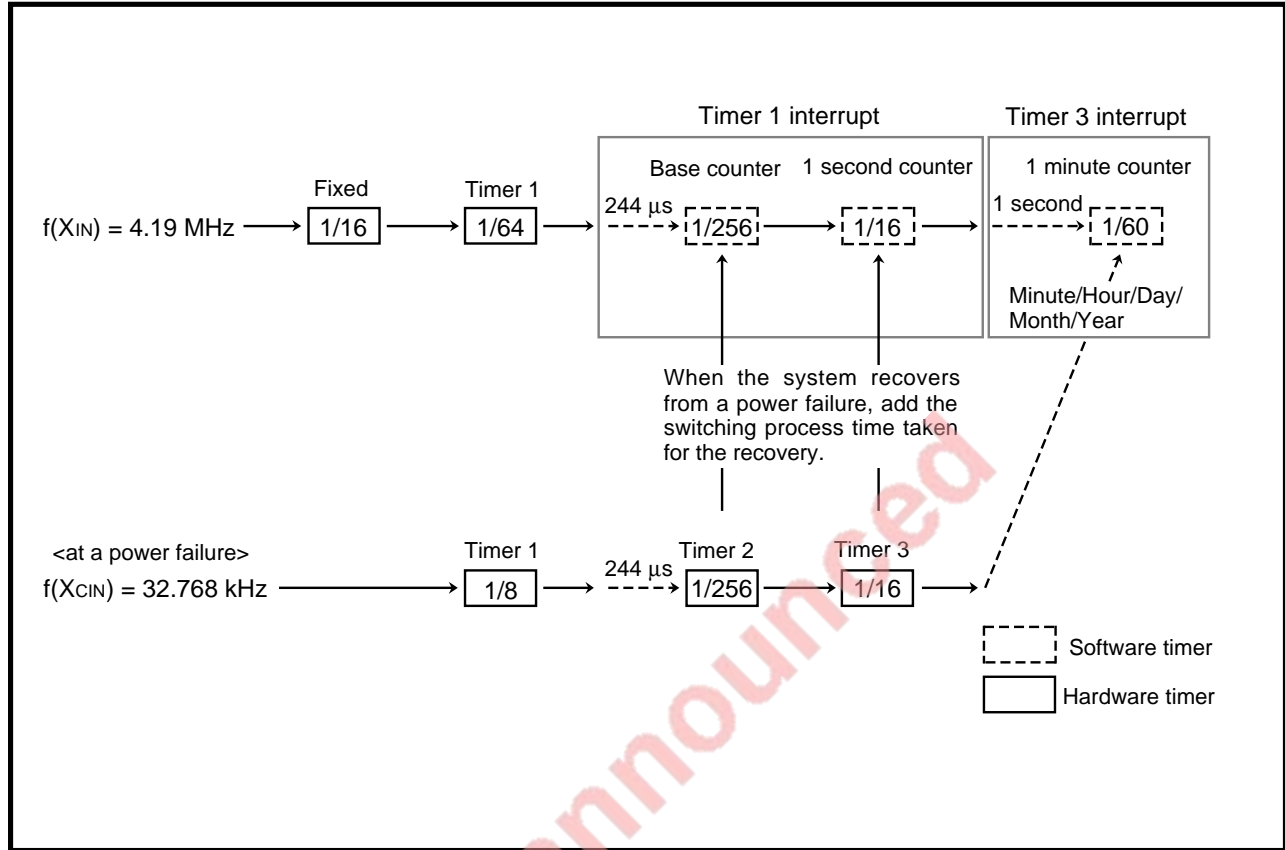 Timer 1 interrupt
Timer 3 interrupt
Base counter
1 second counter
1 minute counter
Fixed
Timer 1
f(XIN) = 4.19 MHz
1/16
1/64
244 µs
1/256
1/16
1 second
1/60
Minute/Hour/Day/
Month/Year
When the system recovers
from a power failure, add the
switching process time taken
for the recovery.
<at a power failure>
Timer 1
Timer 2
Timer 3
f(XCIN) = 32.768 kHz
1/8
244 µs
1/256
1/16
Software timer
Hardware timer
nnounced